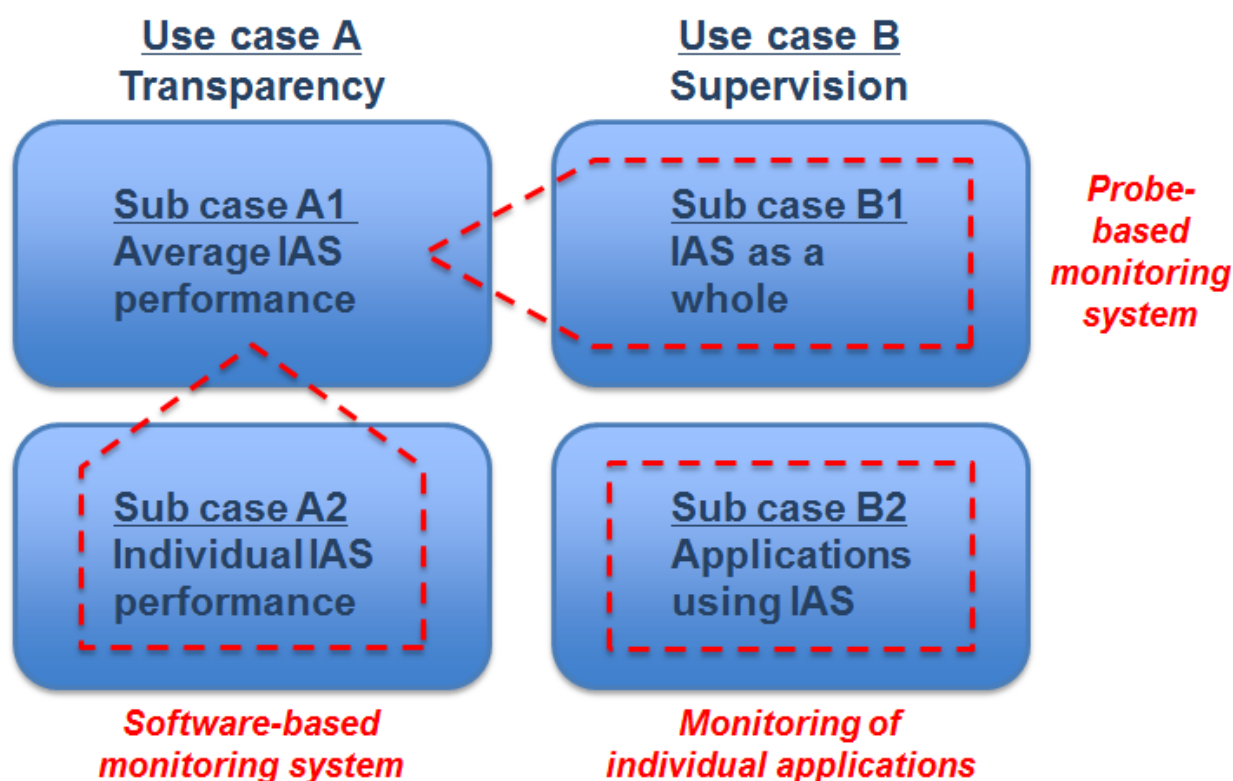 Use case A
Transparency
Use case B
Supervision
Sub case A1
Average IAS
performance
Sub case B1
IAS as a
whole
Probe-
based
monitoring
system
Sub case A2
Individual IAS
performance
Sub case B2
Applications
using IAS
Software-based
monitoring system
Monitoring of
individual applications